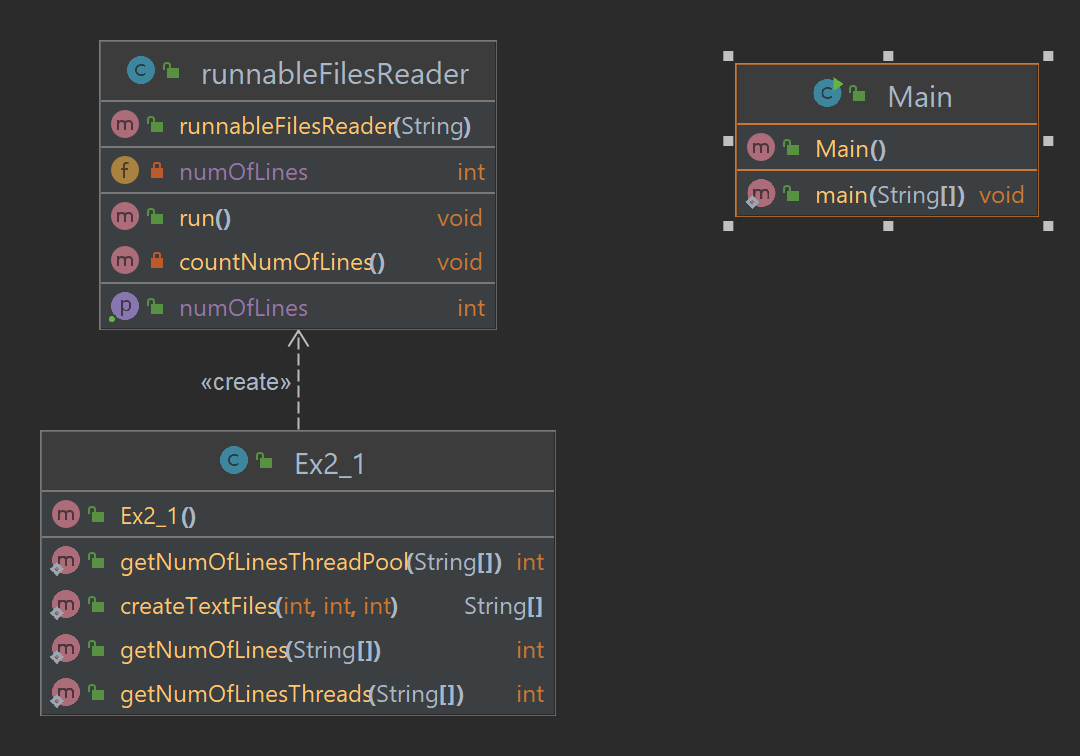 C runnableFilesReader
m runnableFilesReader(String)
f numOfLines int
m run() void
m countNumOfLines() void
p numOfLines int
«create»
C Ex2_1
m Ex2_1()
m getNumOfLinesThreadPool(String[]) int
m createTextFiles(int, int, int) String[]
m getNumOfLines(String[]) int
m getNumOfLinesThreads(String[]) int
C Main
m Main()
m main(String[]) void